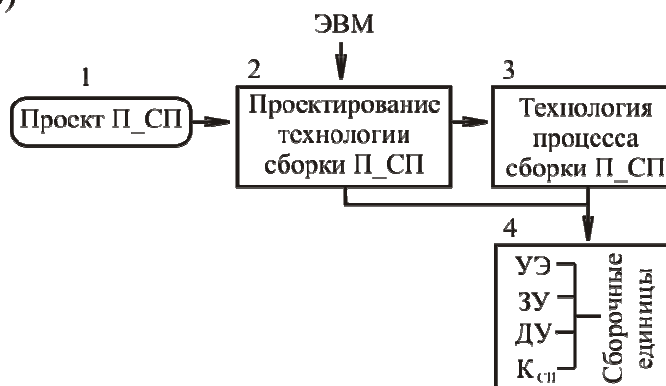 ЭВМ
1
2
3
Проект П_СП
Проектирование
технологии
сборки П_СП
Технология
процесса
сборки П_СП
4
УЭ
ЗУ
ДУ
Ксп
Сборочные
единицы